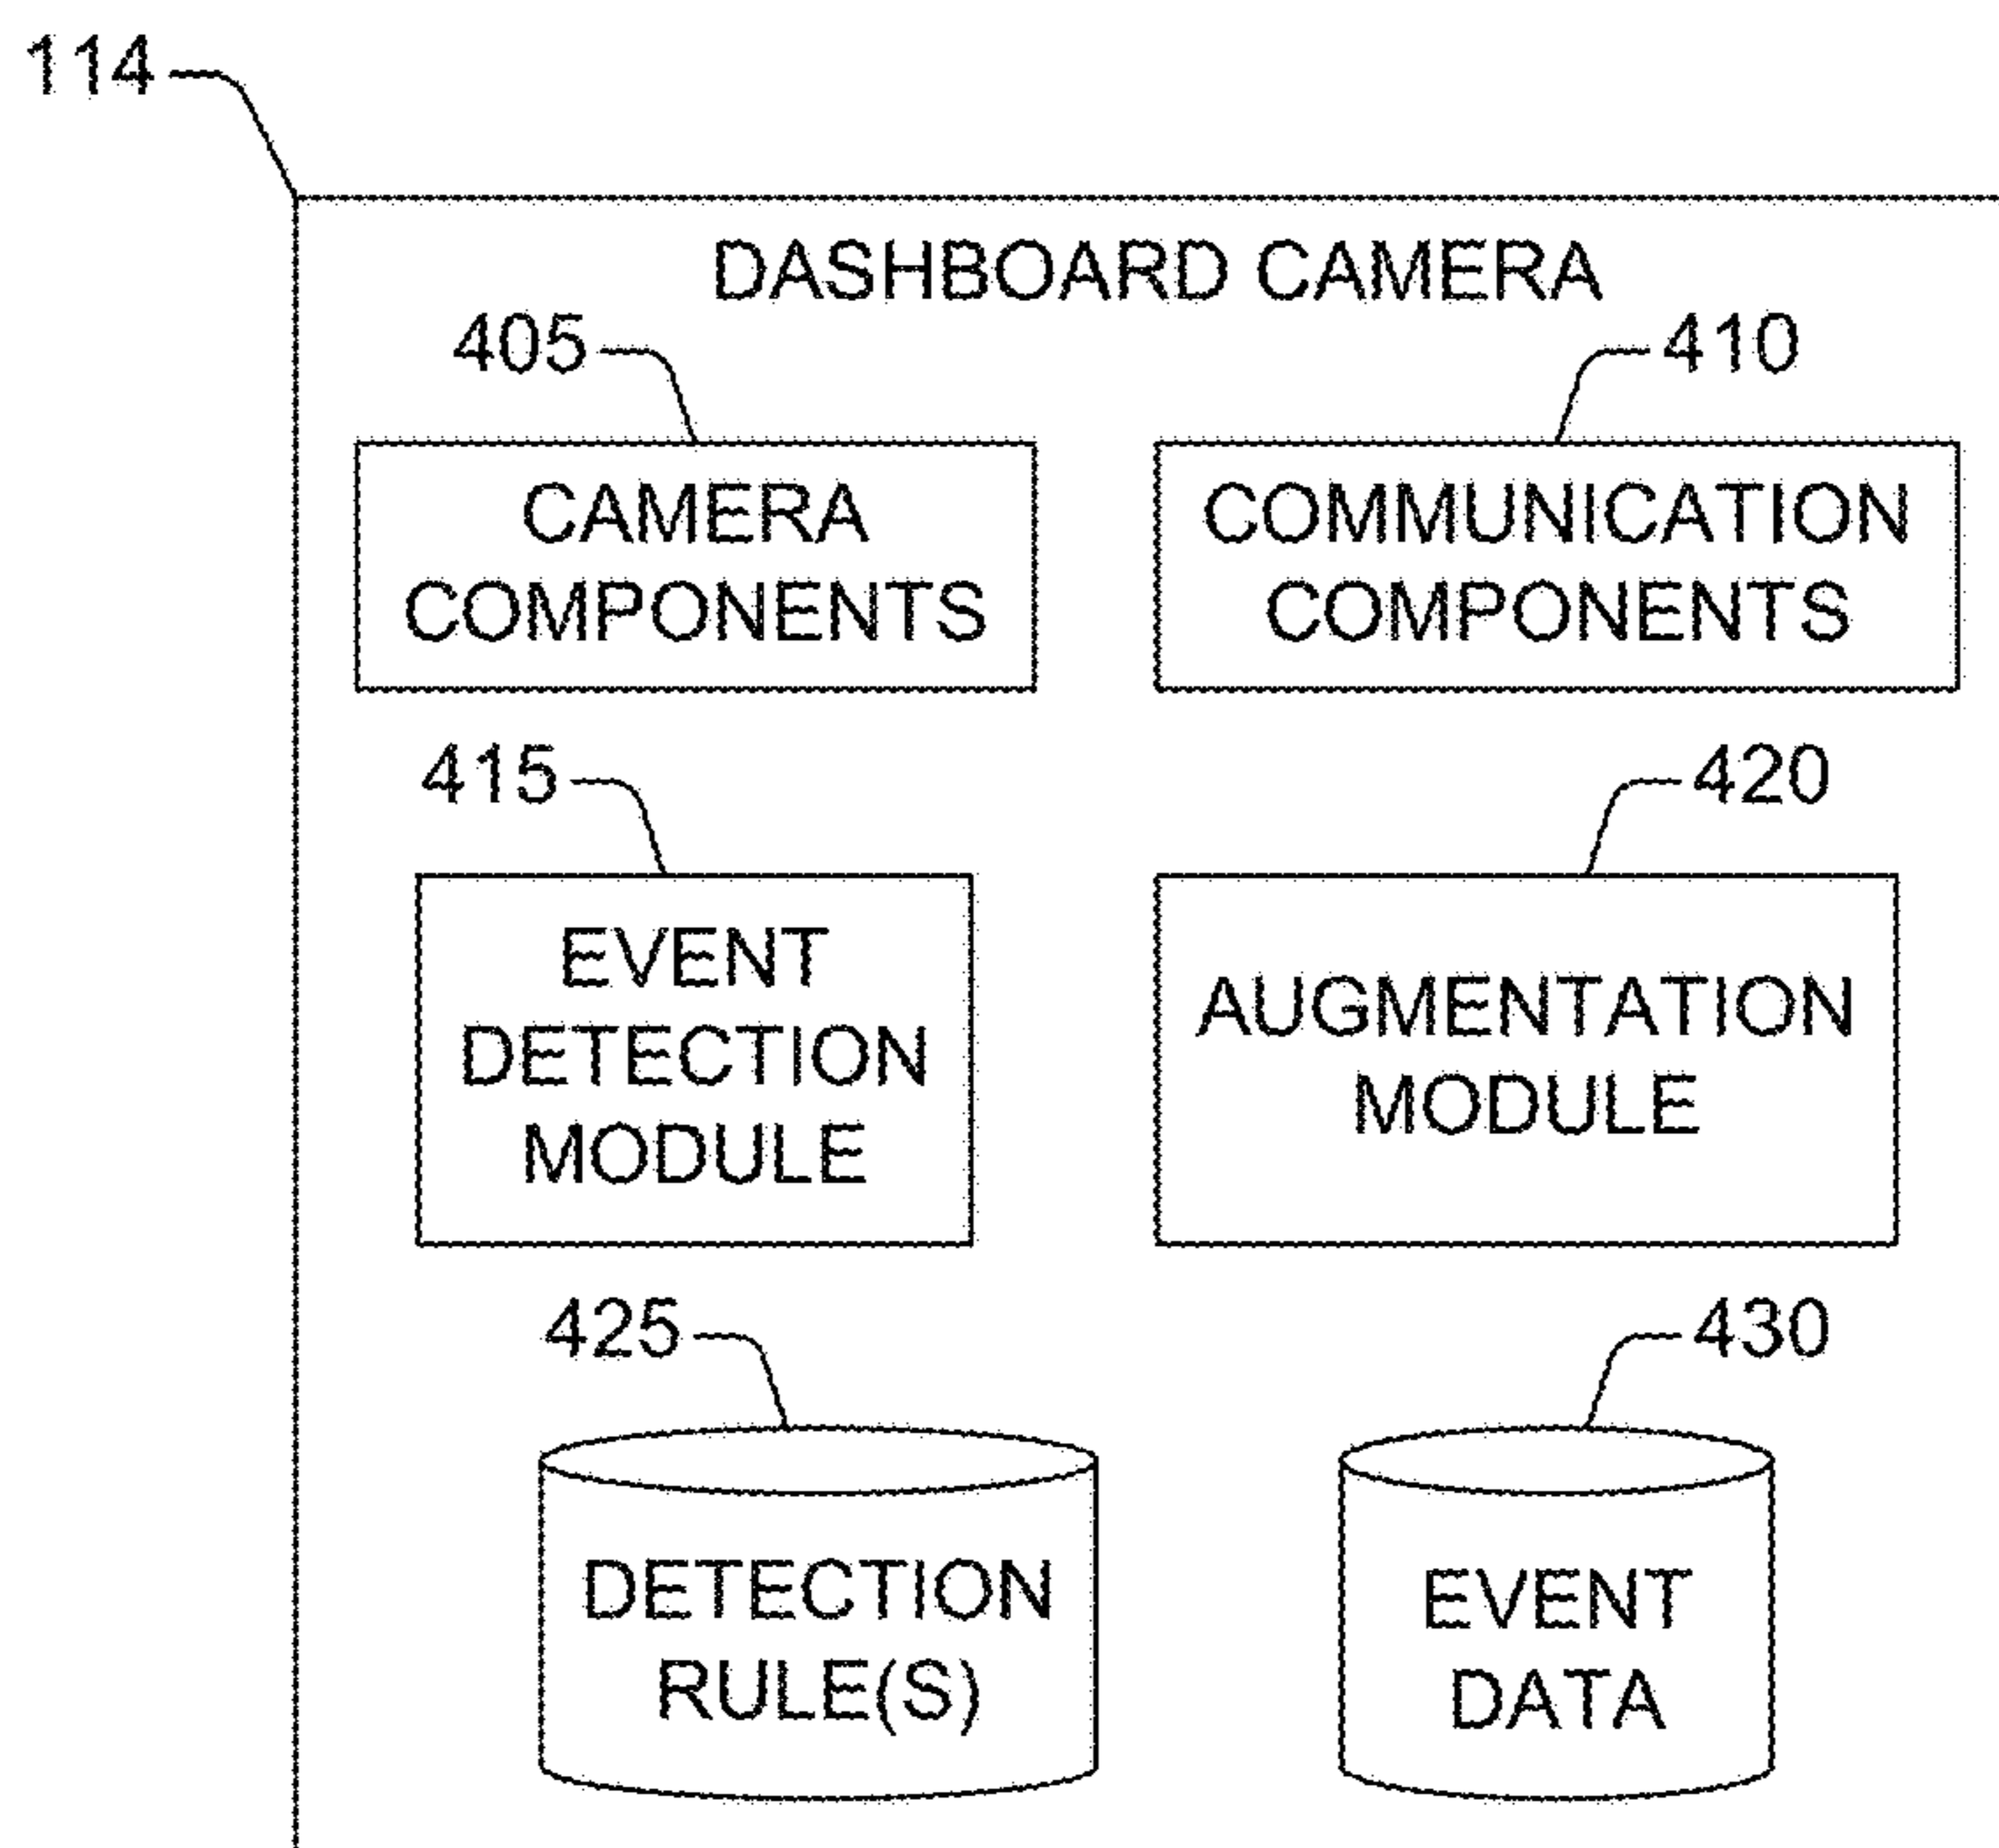 114
DASHBOARD CAMERA
405
410
CAMERA
COMPONENTS
COMMUNICATION
COMPONENTS
415
420
EVENT
DETECTION
MODULE
AUGMENTATION
MODULE
425
430
DETECTION
RULE(S)
EVENT
DATA